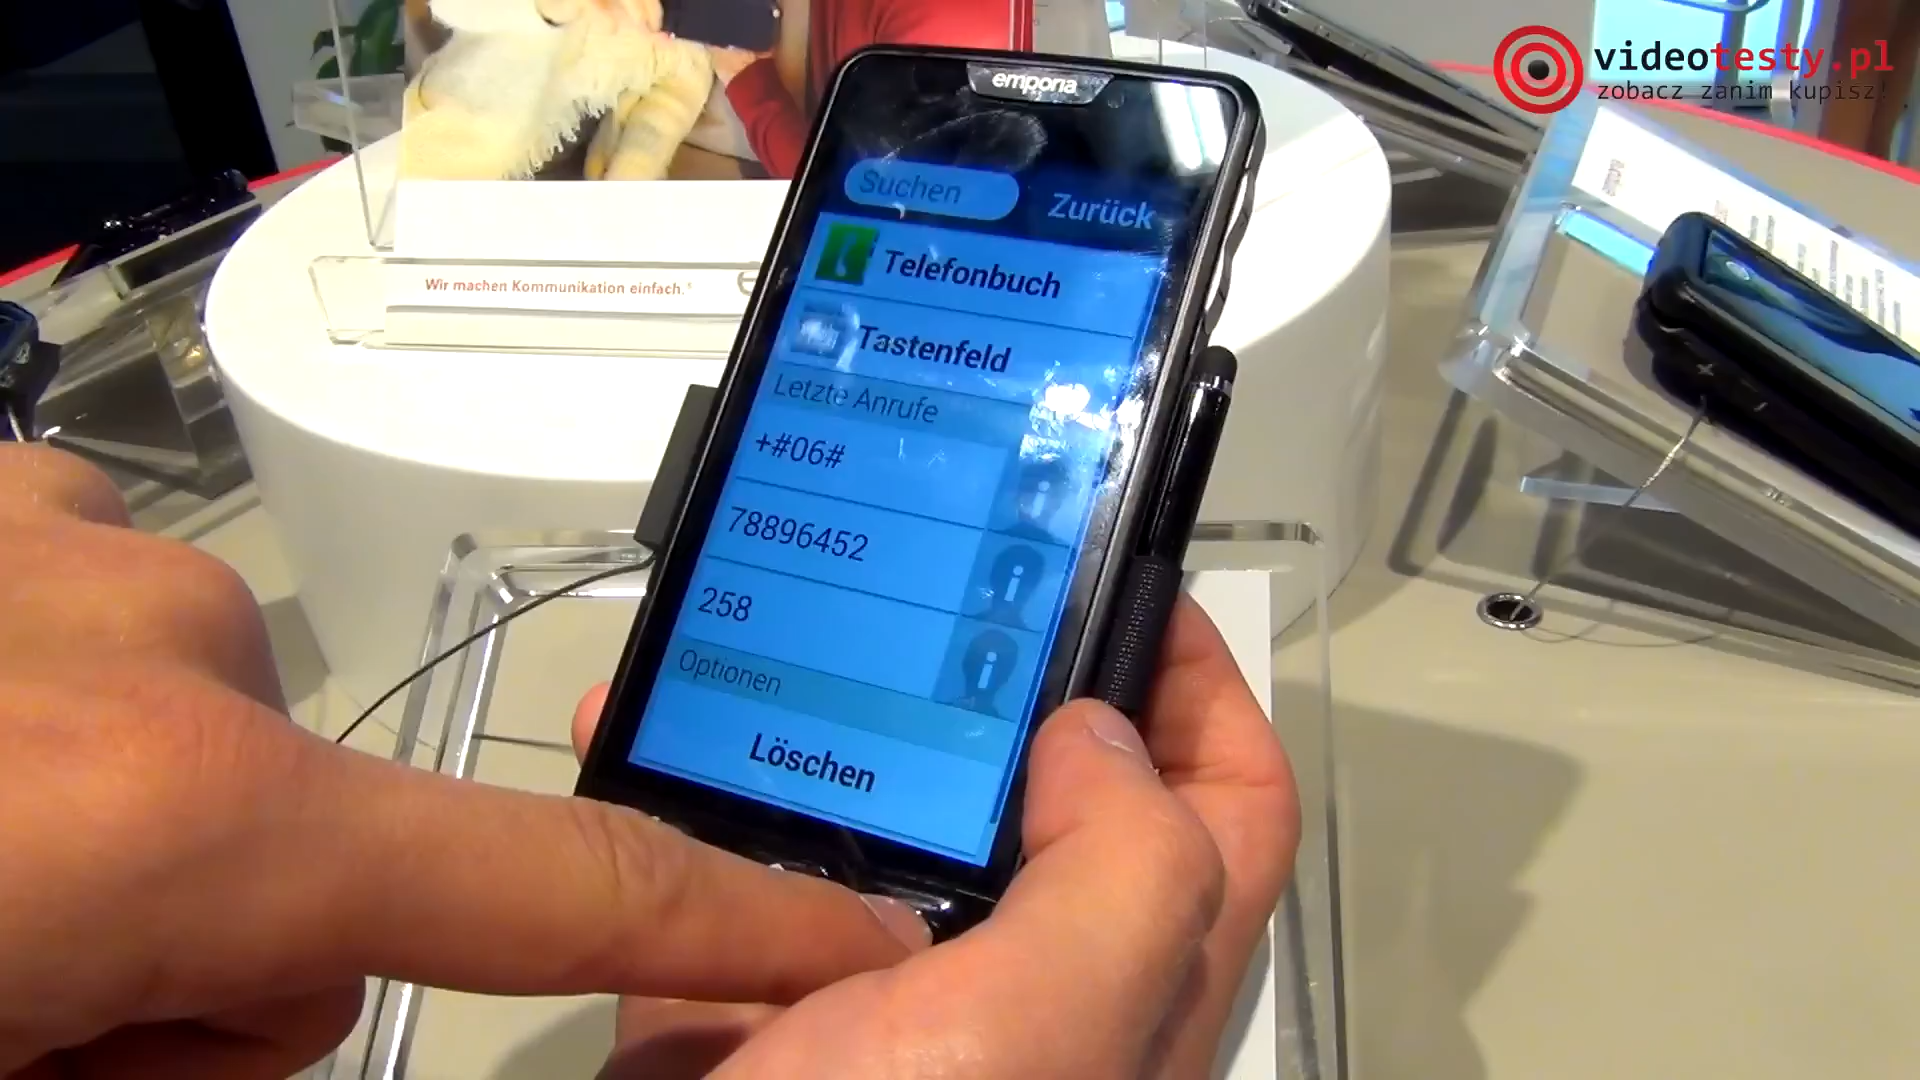 videotesty.pl
zobacz zanim kupisz!
emporia
Suchen
Zurück
Telefonbuch
Tastenfeld
Letzte Anrufe
+#06#
78896452
258
Optionen
Löschen
Wir machen Kommunikation einfach.